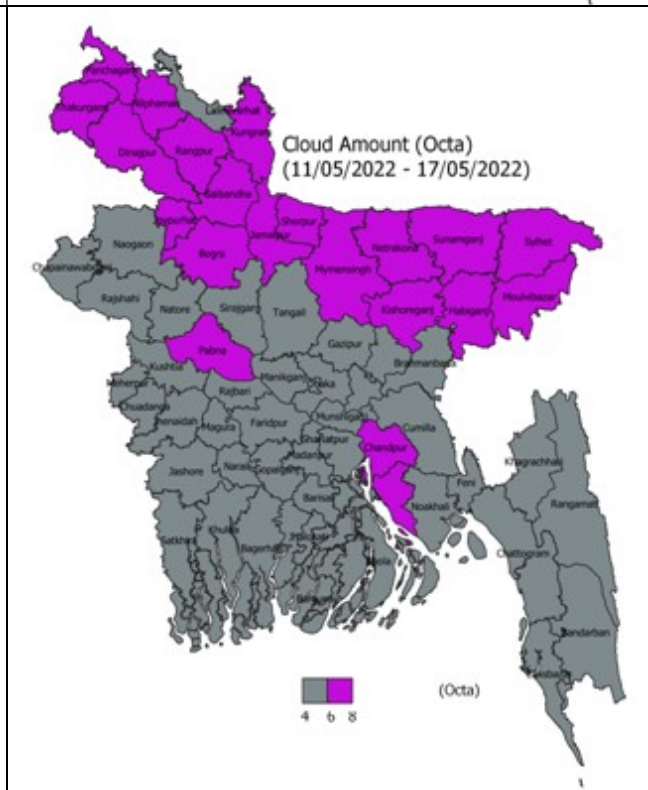 Panchagarh
Thakurgaon
Nilphamari
Lalmonirhat
Kurigram
Dinajpur
Rangpur
Cloud Amount (Octa)
(11/05/2022 - 17/05/2022)
Gaibandha
Joypurhat
Sherpur
Jamalpur
Naogaon
Bogra
Netrakona
Sunamganj
Sylhet
Mymensingh
Chapainawabganj
Rajshahi
Natore
Sirajganj
Tangail
Kishoreganj
Habiganj
Moulvibazar
Pabna
Gazipur
Brahmanbaria
Kushtia
Meherpur
Rajbari
Manikganj
Dhaka
Chuadanga
Jhenaidah
Magura
Faridpur
Munshiganj
Cumilla
Shariatpur
Chandpur
Madaripur
Khagrachhari
Jashore
Narail
Gopalganj
Barisal
Noakhali
Feni
Rangamati
Satkhira
Khulna
Bagerhat
Jhalokati
Bhola
Chattogram
Bandarban
(Octa)
4 6 8